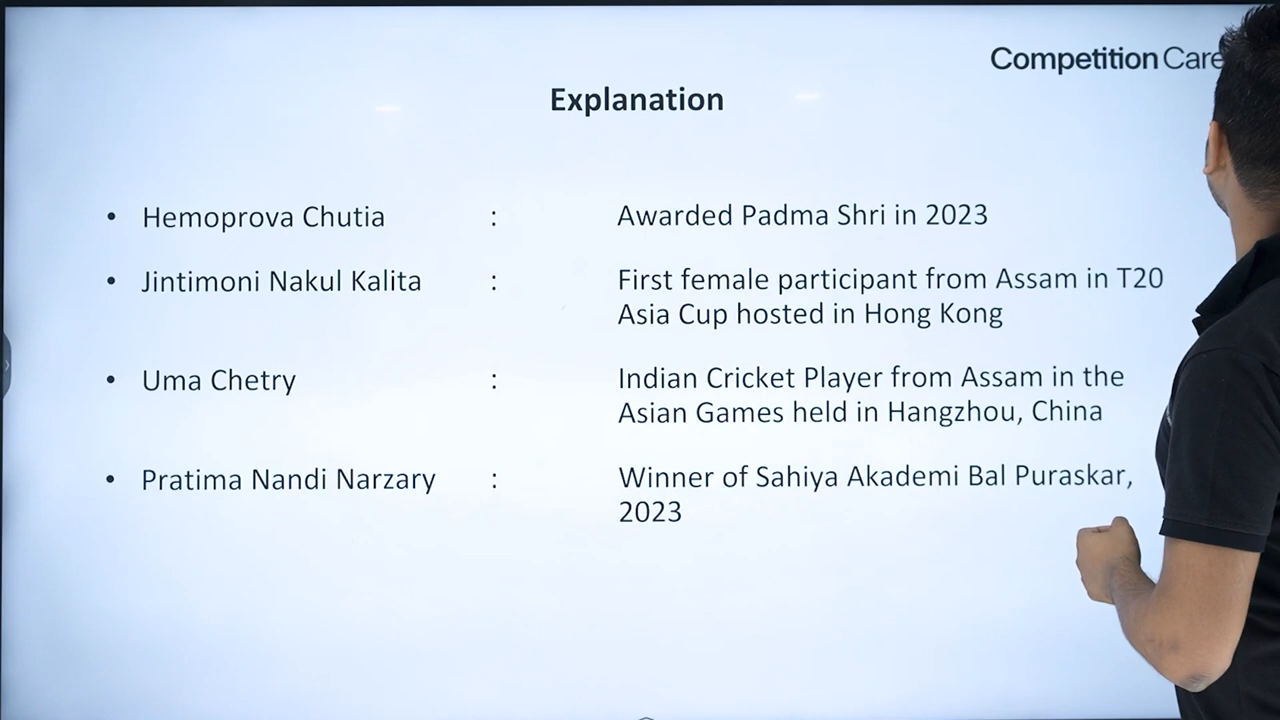 Competition Care
Explanation
• Hemoprova Chutia : Awarded Padma Shri in 2023
• Jintimoni Nakul Kalita : First female participant from Assam in T20
Asia Cup hosted in Hong Kong
• Uma Chetry : Indian Cricket Player from Assam in the
Asian Games held in Hangzhou, China
• Pratima Nandi Narzary : Winner of Sahiya Akademi Bal Puraskar,
2023